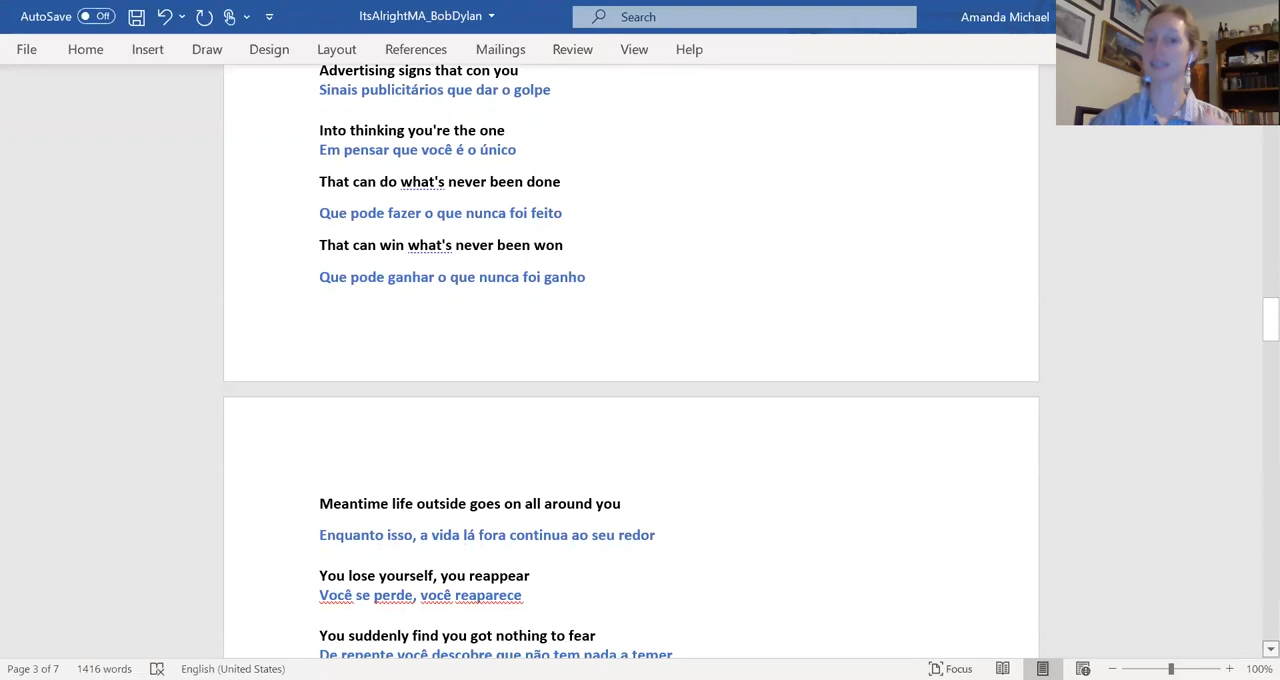 AutoSave Off ItsAlrightMA_BobDylan Search Amanda Michael
File Home Insert Draw Design Layout References Mailings Review View Help
Advertising signs that con you
Sinais publicitários que dar o golpe
Into thinking you're the one
Em pensar que você é o único
That can do what's never been done
Que pode fazer o que nunca foi feito
That can win what's never been won
Que pode ganhar o que nunca foi ganho
Meantime life outside goes on all around you
Enquanto isso, a vida lá fora continua ao seu redor
You lose yourself, you reappear
Você se perde, você reaparece
You suddenly find you got nothing to fear
De repente você descobre que não tem nada a temer
Page 3 of 7 1416 words English (United States) Focus 100%